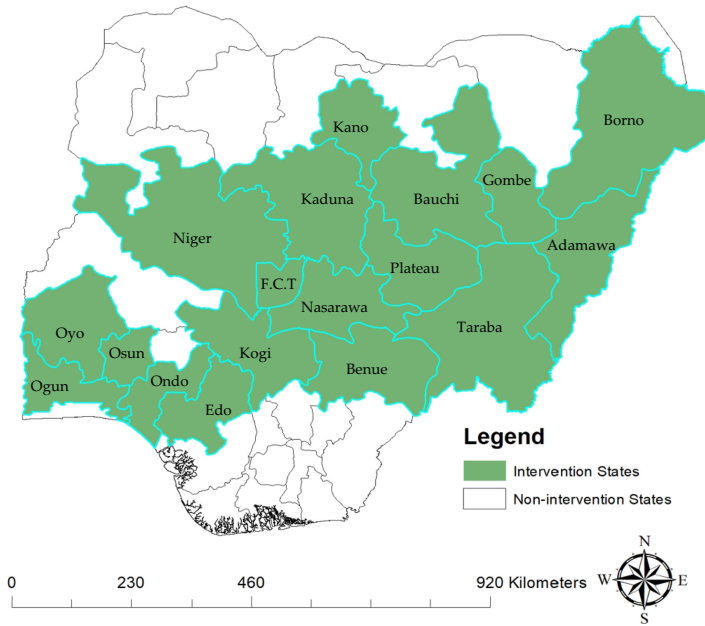 Kano
Borno
Gombe
Kaduna
Bauchi
Niger
Adamawa
Plateau
F.C.T
Nasarawa
Taraba
Oyo
Osun
Kogi
Benue
Ogun
Ondo
Edo
Legend
Intervention States
Non-intervention States
0 230 460 920 Kilometers
N
W E
S